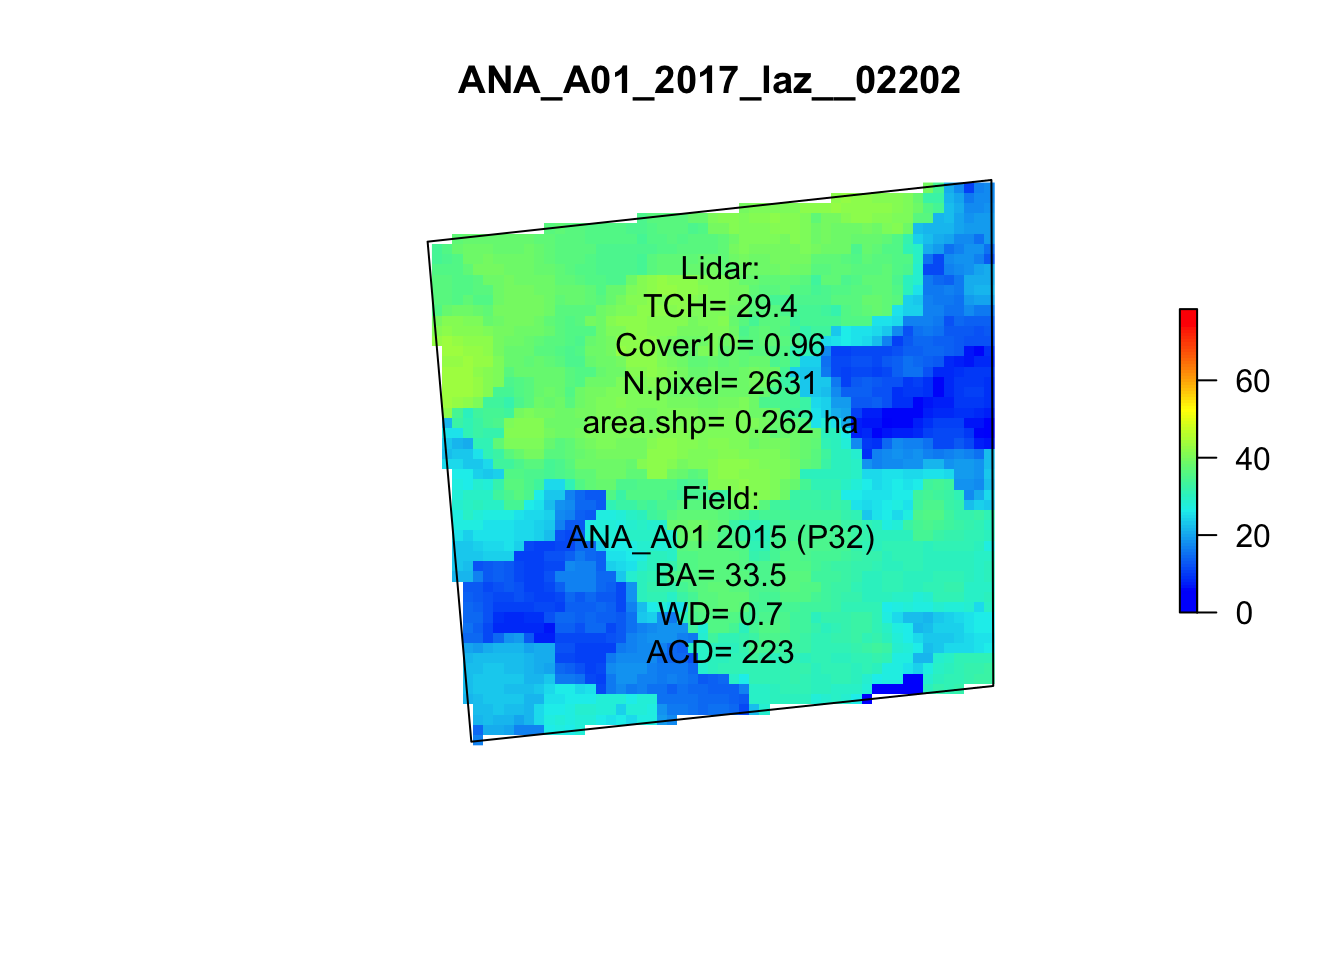 ANA_A01_2017_laz__02202
Lidar:
TCH= 29.4
Cover10= 0.96
N.pixel= 2631
area.shp= 0.262 ha
Field:
ANA_A01 2015 (P32)
BA= 33.5
WD= 0.7
ACD= 223
60
40
20
0